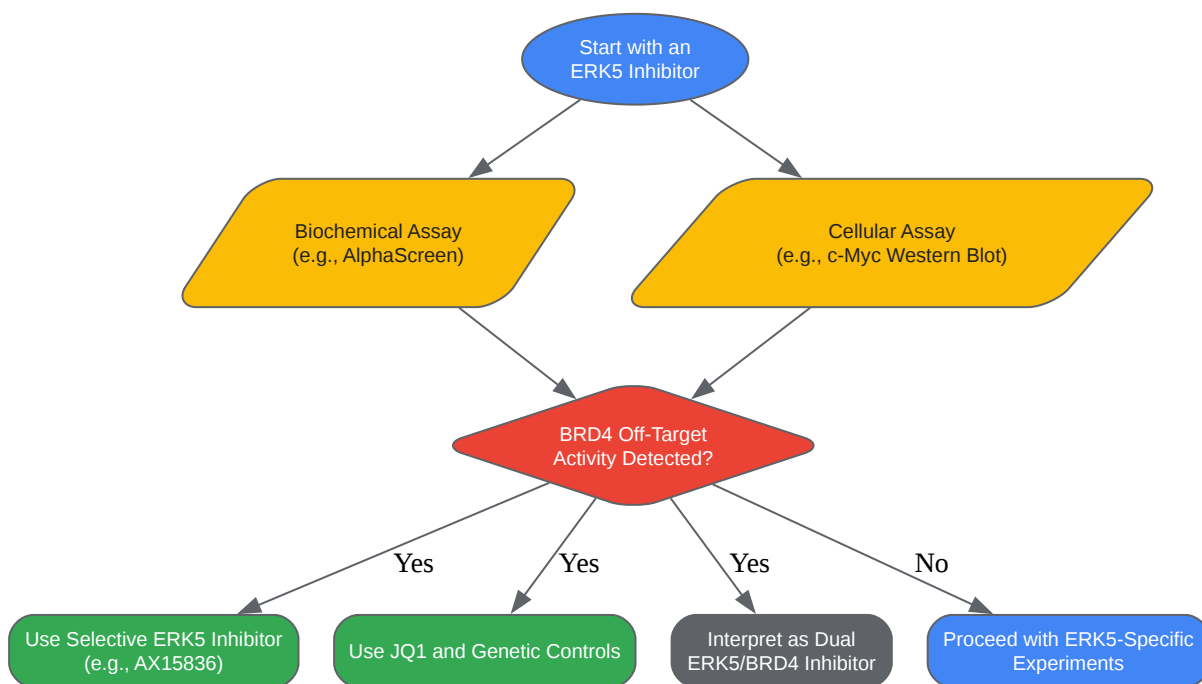 Start with an
ERK5 Inhibitor
Biochemical Assay
(e.g., AlphaScreen)
Cellular Assay
(e.g., c-Myc Western Blot)
BRD4 Off-Target
Activity Detected?
Yes
Yes
Yes
No
Use Selective ERK5 Inhibitor
(e.g., AX15836)
Use JQ1 and Genetic Controls
Interpret as Dual
ERK5/BRD4 Inhibitor
Proceed with ERK5-Specific
Experiments